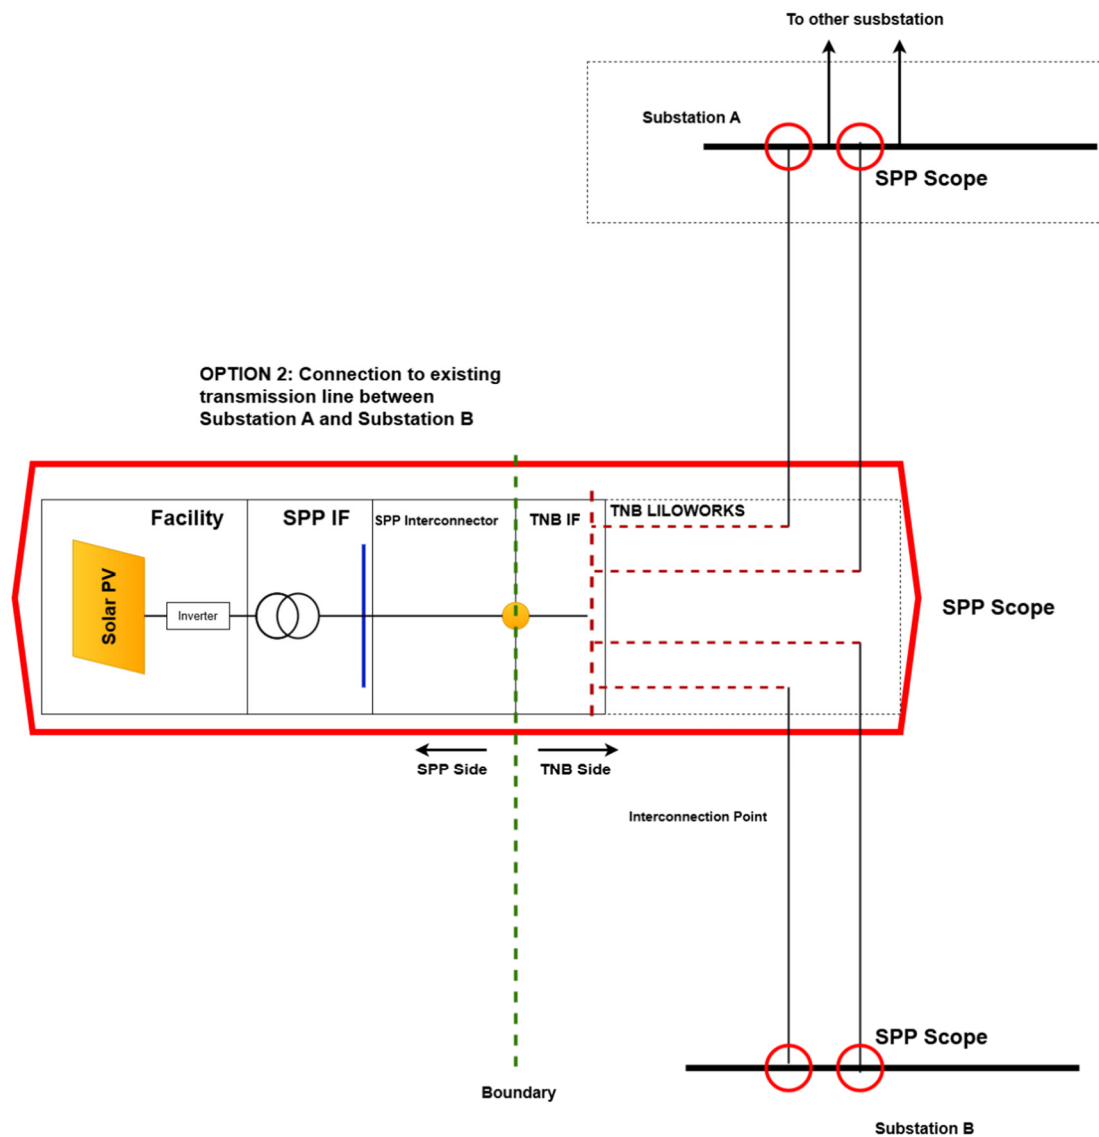 To other susbstation
Substation A
SPP Scope
OPTION 2: Connection to existing
transmission line between
Substation A and Substation B
Facility
SPP IF
SPP Interconnector
TNB IF
TNB LILOWORKS
Solar PV
Inverter
SPP Scope
SPP Side
TNB Side
Interconnection Point
SPP Scope
Boundary
Substation B